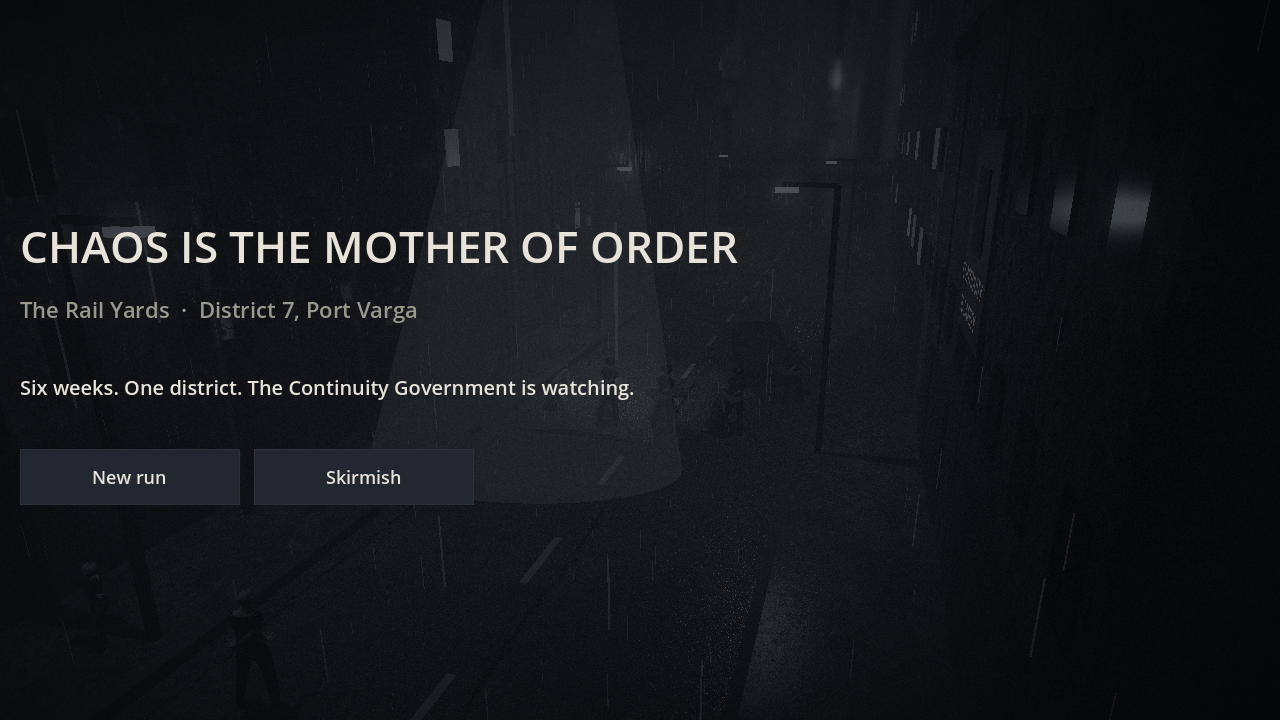 CHAOS IS THE MOTHER OF ORDER
The Rail Yards · District 7, Port Varga
Six weeks. One district. The Continuity Government is watching.
New run
Skirmish